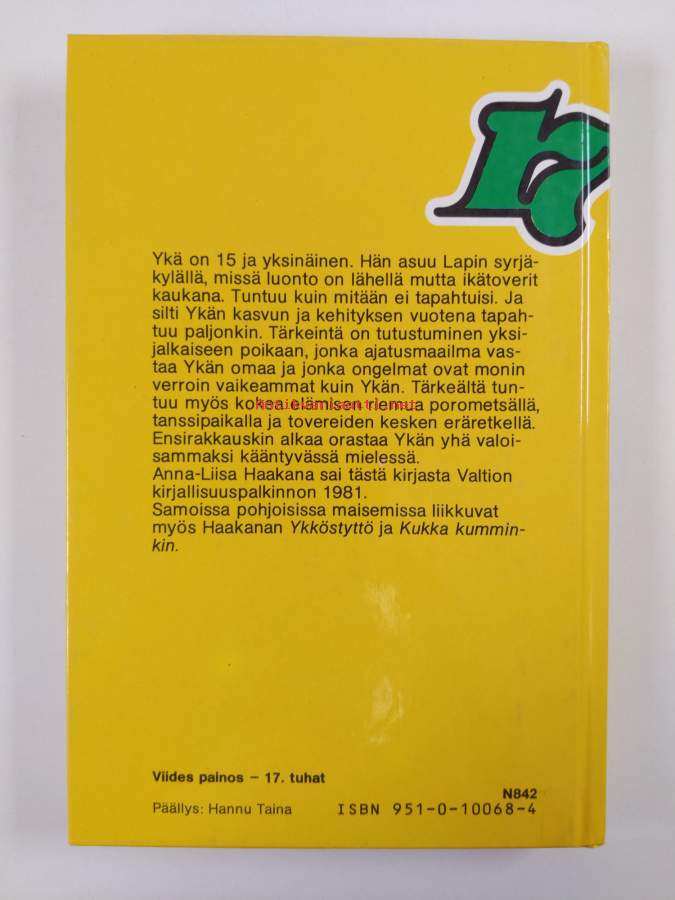 17
Ykä on 15 ja yksinäinen. Hän asuu Lapin syrjä-
kylällä, missä luonto on lähellä mutta ikätoverit
kaukana. Tuntuu kuin mitään ei tapahtuisi. Ja
silti Ykän kasvun ja kehityksen vuotena tapah-
tuu paljonkin. Tärkeintä on tutustuminen yksi-
jalkaiseen poikaan, jonka ajatusmaailma vas-
taa Ykän omaa ja jonka ongelmat ovat monin
verroin vaikeammat kuin Ykän. Tärkeältä tun-
tuu myös kokea elämisen riemua porometsällä,
tanssipaikalla ja tovereiden kesken eräretkellä.
Ensirakkauskin alkaa orastaa Ykän yhä valoi-
sammaksi kääntyvässä mielessä.
Anna-Liisa Haakana sai tästä kirjasta Valtion
kirjallisuuspalkinnon 1981.
Samoissa pohjoisissa maisemissa liikkuvat
myös Haakanan Ykköstyttö ja Kukka kummin-
kin.
Viides painos – 17. tuhat
N842
Päällys: Hannu Taina ISBN 951-0-10068-4